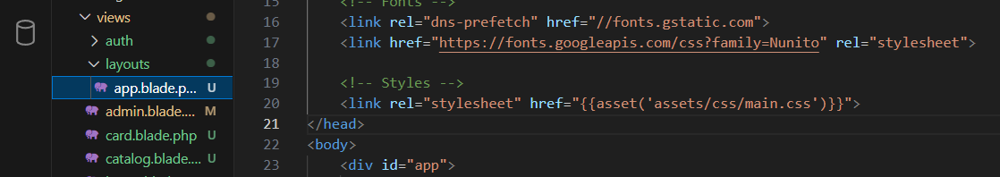 views
auth
layouts
app.blade.p... U
admin.blade.... M
card.blade.php U
catalog.blade.... U
15 <!-- Fonts -->
16 <link rel="dns-prefetch" href="//fonts.gstatic.com">
17 <link href="https://fonts.googleapis.com/css?family=Nunito" rel="stylesheet">
18
19 <!-- Styles -->
20 <link rel="stylesheet" href="{{asset('assets/css/main.css')}}">
21 </head>
22 <body>
23 <div id="app">